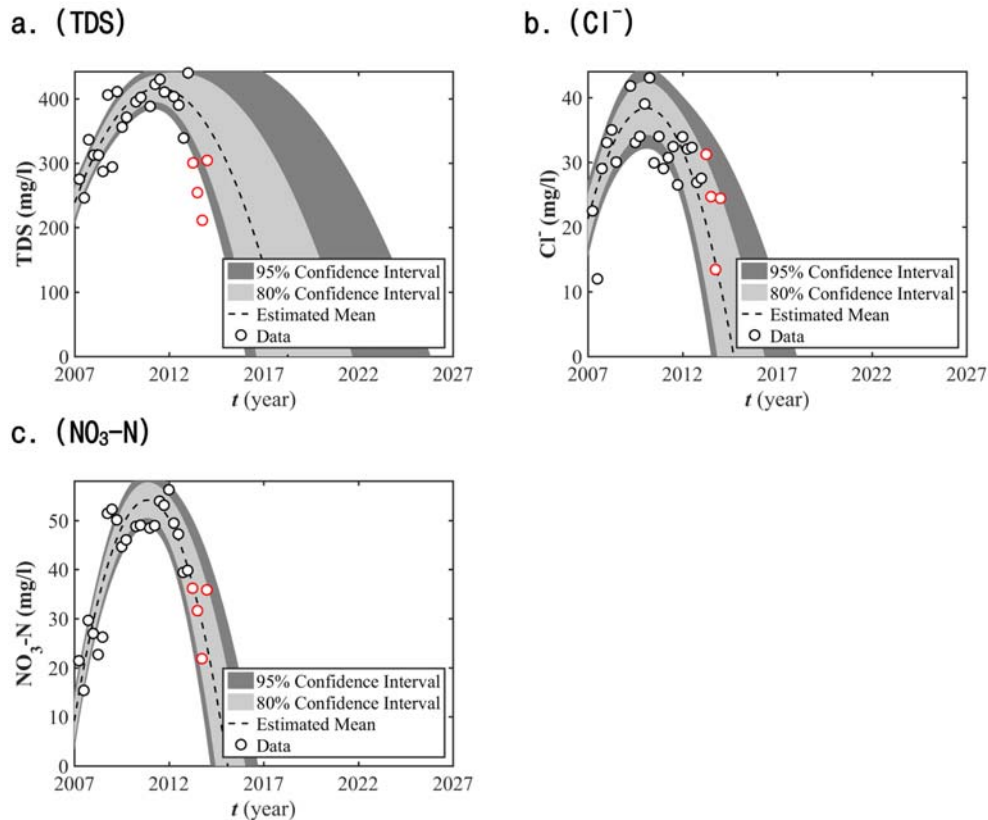 a. (TDS)
TDS (mg/l)
400
300
200
100
0
95% Confidence Interval
80% Confidence Interval
Estimated Mean
Data
2007 2012 2017 2022 2027
t (year)
b. (Cl⁻)
Cl⁻ (mg/l)
40
30
20
10
0
95% Confidence Interval
80% Confidence Interval
Estimated Mean
Data
2007 2012 2017 2022 2027
t (year)
c. (NO₃-N)
NO₃-N (mg/l)
50
40
30
20
10
0
95% Confidence Interval
80% Confidence Interval
Estimated Mean
Data
2007 2012 2017 2022 2027
t (year)